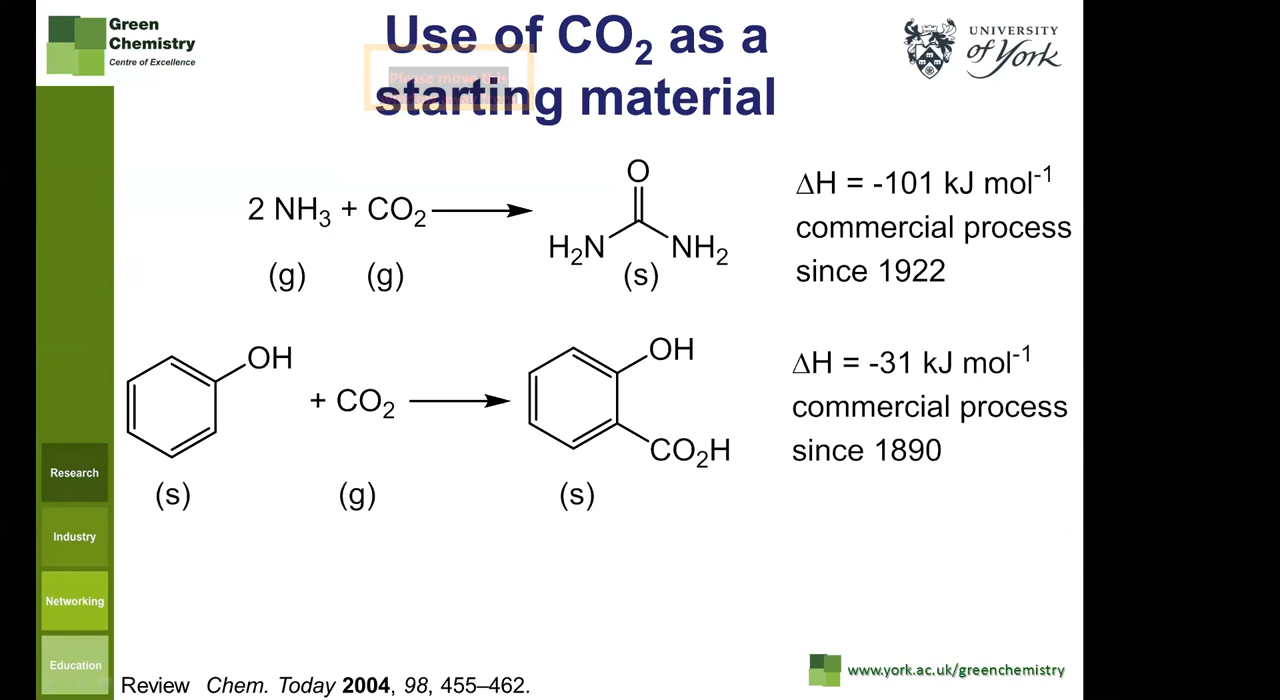 Green
Chemistry
Centre of Excellence
Use of CO₂ as a
starting material
Please move this
UNIVERSITY
of York
2 NH₃ + CO₂
(g) (g)
O
H₂N NH₂
(s)
ΔH = -101 kJ mol⁻¹
commercial process
since 1922
OH
+ CO₂
OH
CO₂H
(s) (g) (s)
ΔH = -31 kJ mol⁻¹
commercial process
since 1890
Research
Industry
Networking
Education
Review Chem. Today 2004, 98, 455–462.
www.york.ac.uk/greenchemistry